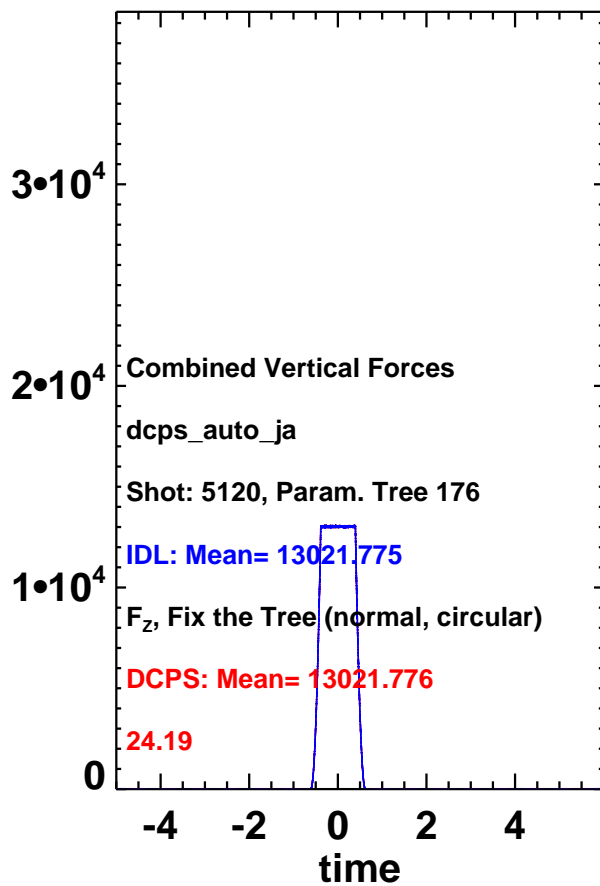 3•10⁴
2•10⁴
Combined Vertical Forces
dcps_auto_ja
Shot: 5120, Param. Tree 176
IDL: Mean= 13021.775
1•10⁴
F_Z, Fix the Tree (normal, circular)
DCPS: Mean= 13021.776
24.19
0
-4 -2 0 2 4
time